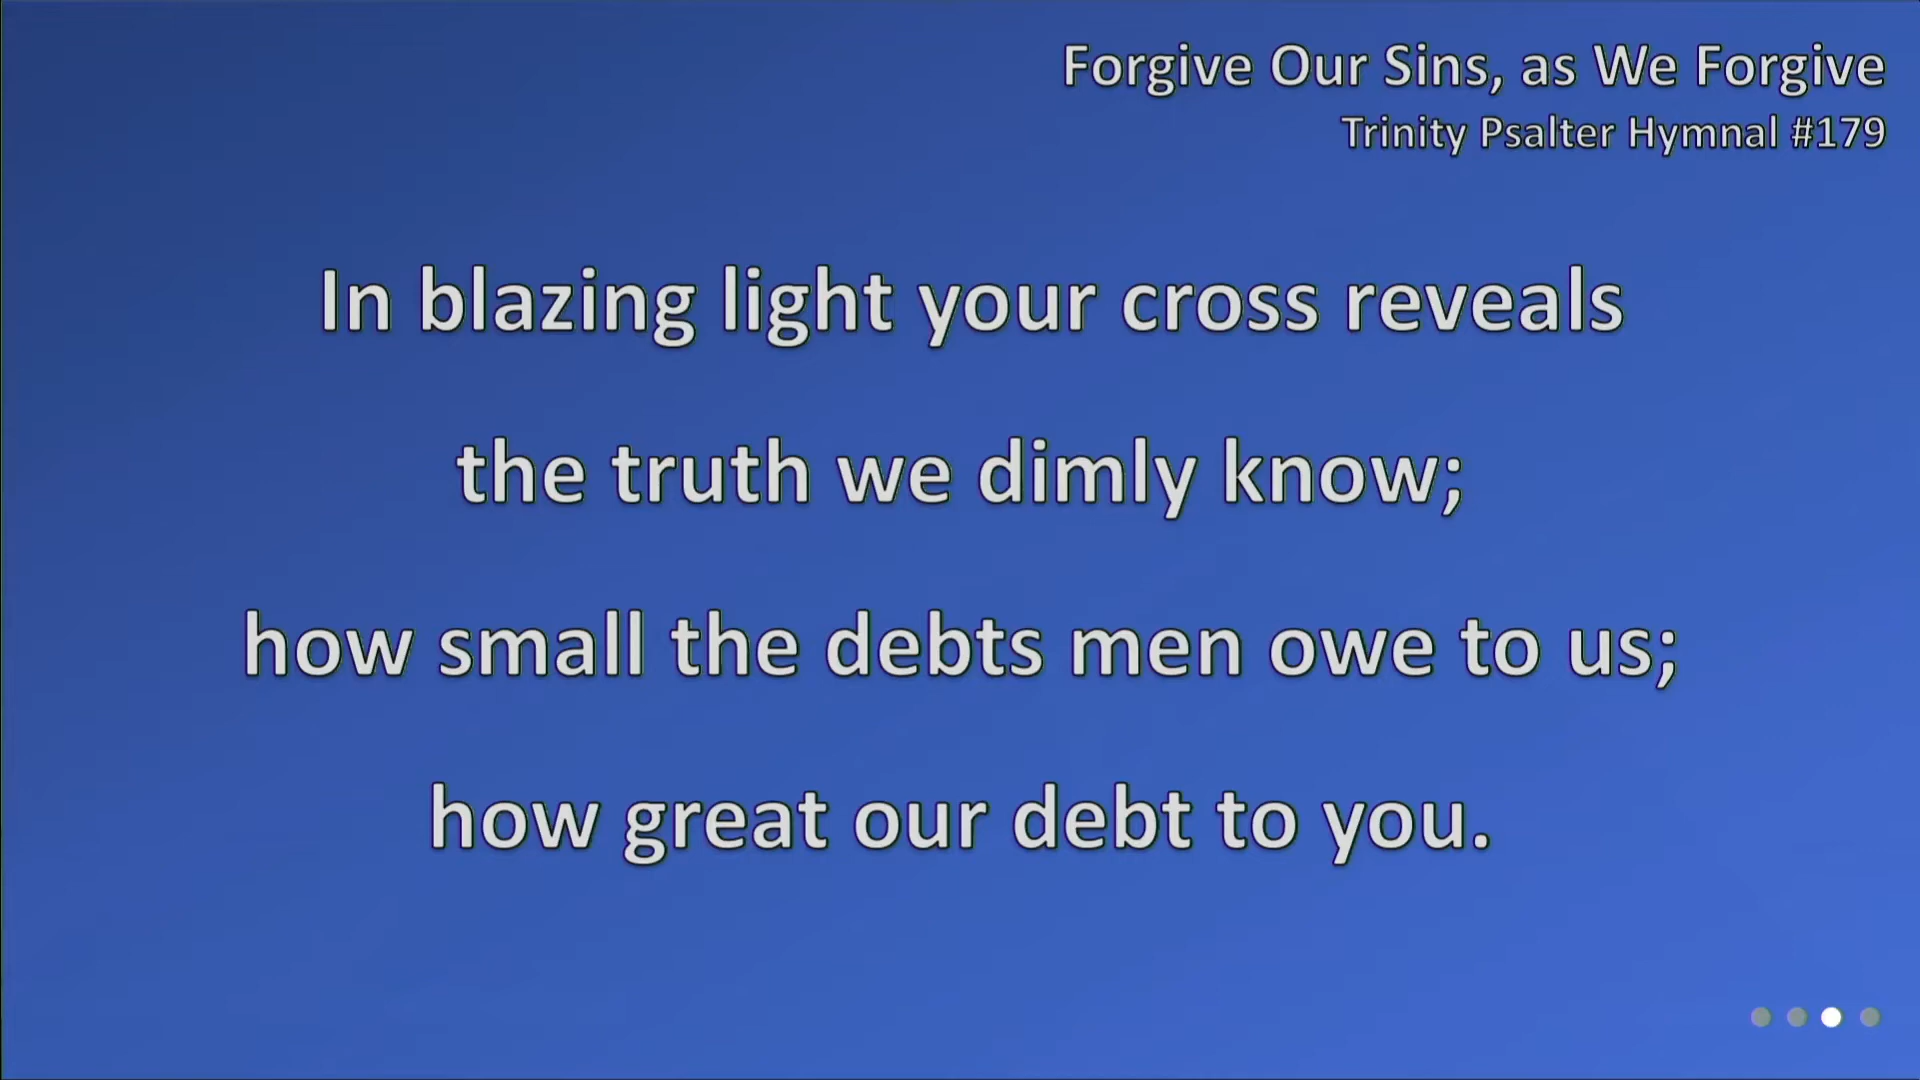 Forgive Our Sins, as We Forgive
Trinity Psalter Hymnal #179
In blazing light your cross reveals
the truth we dimly know;
how small the debts men owe to us;
how great our debt to you.